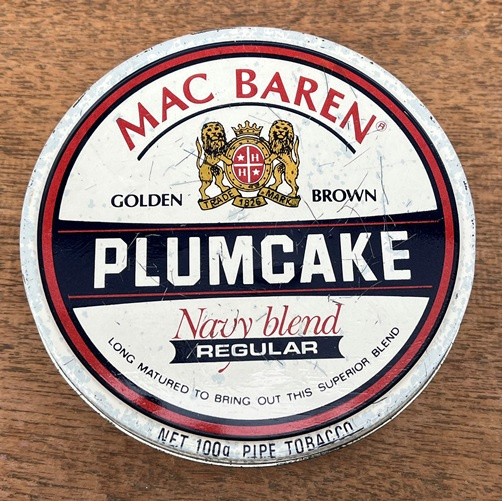 MAC BAREN®
GOLDEN BROWN
H H
H H
TRADE 1826 MARK
PLUMCAKE
Navy blend
REGULAR
LONG MATURED TO BRING OUT THIS SUPERIOR BLEND
NET 100g PIPE TOBACCO